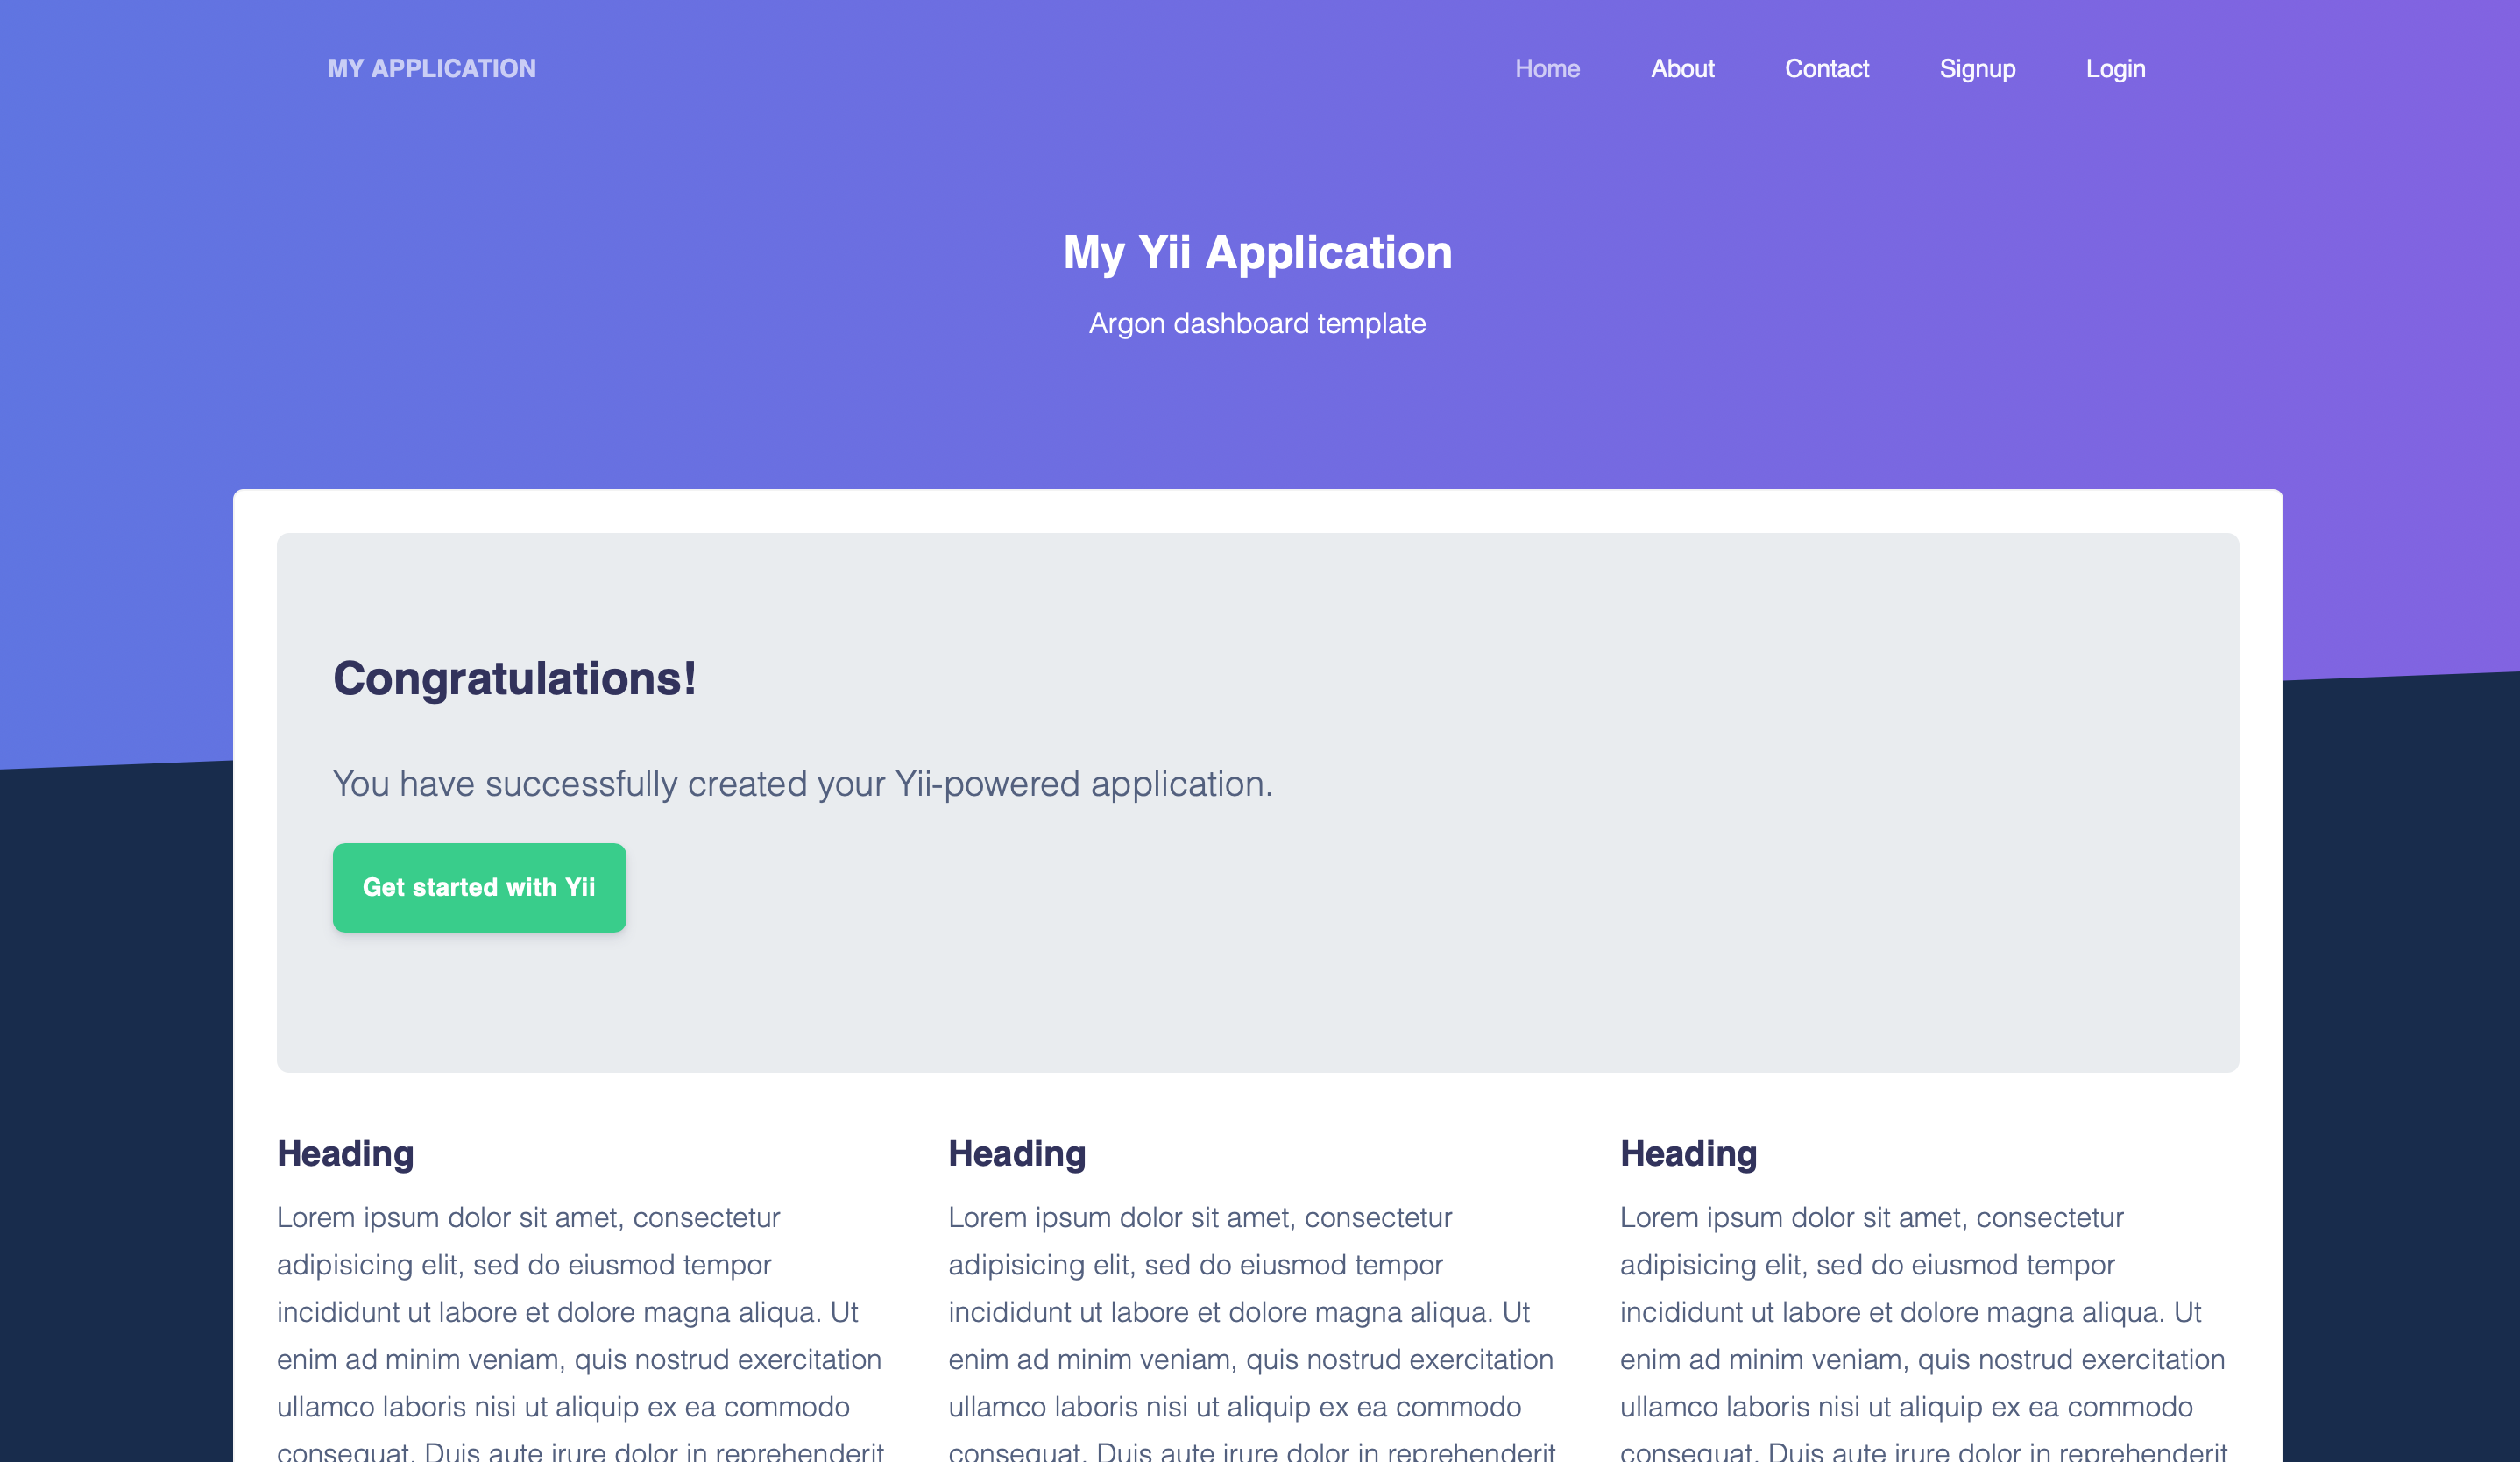 MY APPLICATION
Home
About
Contact
Signup
Login
My Yii Application
Argon dashboard template
Congratulations!
You have successfully created your Yii-powered application.
Get started with Yii
Heading
Lorem ipsum dolor sit amet, consectetur
adipisicing elit, sed do eiusmod tempor
incididunt ut labore et dolore magna aliqua. Ut
enim ad minim veniam, quis nostrud exercitation
ullamco laboris nisi ut aliquip ex ea commodo
consequat. Duis aute irure dolor in reprehenderit
Heading
Lorem ipsum dolor sit amet, consectetur
adipisicing elit, sed do eiusmod tempor
incididunt ut labore et dolore magna aliqua. Ut
enim ad minim veniam, quis nostrud exercitation
ullamco laboris nisi ut aliquip ex ea commodo
consequat. Duis aute irure dolor in reprehenderit
Heading
Lorem ipsum dolor sit amet, consectetur
adipisicing elit, sed do eiusmod tempor
incididunt ut labore et dolore magna aliqua. Ut
enim ad minim veniam, quis nostrud exercitation
ullamco laboris nisi ut aliquip ex ea commodo
consequat. Duis aute irure dolor in reprehenderit